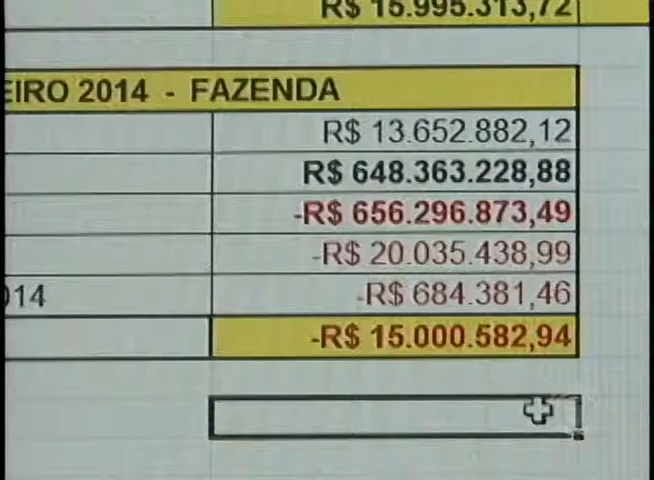 R$ 15.995.313,72
EIRO 2014 - FAZENDA
R$ 13.652.882,12
R$ 648.363.228,88
-R$ 656.296.873,49
-R$ 20.035.438,99
014 -R$ 684.381,46
-R$ 15.000.582,94